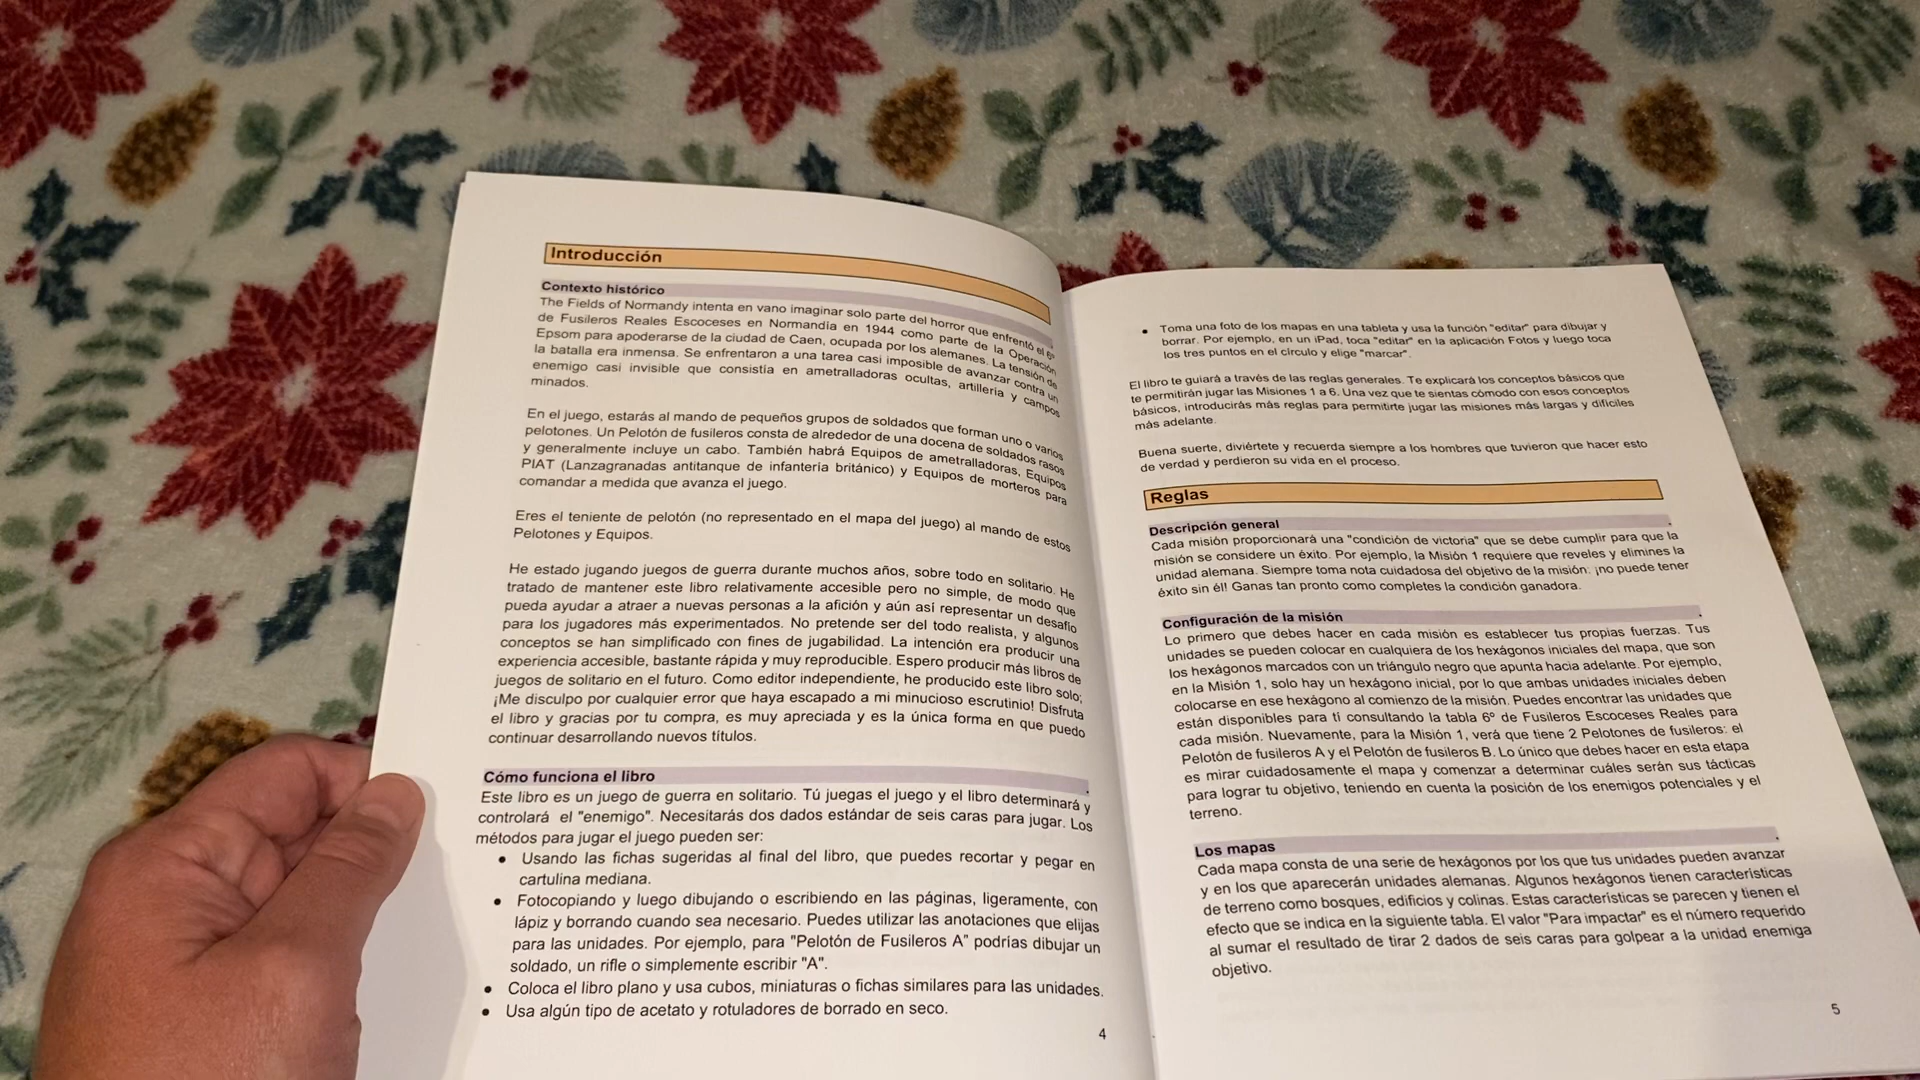 Introducción
Contexto histórico
The Fields of Normandy intenta en vano imaginar solo parte del horror que enfrentó el 6º
de Fusileros Reales Escoceses en Normandía en 1944 como parte de la Operación
Epsom para apoderarse de la ciudad de Caen, ocupada por los alemanes. La tensión de
la batalla era inmensa. Se enfrentaron a una tarea casi imposible de avanzar contra un
enemigo casi invisible que consistía en ametralladoras ocultas, artillería y campos
minados.
En el juego, estarás al mando de pequeños grupos de soldados que forman uno o varios
pelotones. Un Pelotón de fusileros consta de alrededor de una docena de soldados rasos
y generalmente incluye un cabo. También habrá Equipos de ametralladoras, Equipos
PIAT (Lanzagranadas antitanque de infantería británico) y Equipos de morteros para
comandar a medida que avanza el juego.
Eres el teniente de pelotón (no representado en el mapa del juego) al mando de estos
Pelotones y Equipos.
He estado jugando juegos de guerra durante muchos años, sobre todo en solitario. He
tratado de mantener este libro relativamente accesible pero no simple, de modo que
pueda ayudar a atraer a nuevas personas a la afición y aún así representar un desafío
para los jugadores más experimentados. No pretende ser del todo realista, y algunos
conceptos se han simplificado con fines de jugabilidad. La intención era producir una
experiencia accesible, bastante rápida y muy reproducible. Espero producir más libros de
juegos de solitario en el futuro. Como editor independiente, he producido este libro solo;
¡Me disculpo por cualquier error que haya escapado a mi minucioso escrutinio! Disfruta
el libro y gracias por tu compra, es muy apreciada y es la única forma en que puedo
continuar desarrollando nuevos títulos.
Cómo funciona el libro
Este libro es un juego de guerra en solitario. Tú juegas el juego y el libro determinará y
controlará el "enemigo". Necesitarás dos dados estándar de seis caras para jugar. Los
métodos para jugar el juego pueden ser:
• Usando las fichas sugeridas al final del libro, que puedes recortar y pegar en
cartulina mediana.
• Fotocopiando y luego dibujando o escribiendo en las páginas, ligeramente, con
lápiz y borrando cuando sea necesario. Puedes utilizar las anotaciones que elijas
para las unidades. Por ejemplo, para "Pelotón de Fusileros A" podrías dibujar un
soldado, un rifle o simplemente escribir "A".
• Coloca el libro plano y usa cubos, miniaturas o fichas similares para las unidades.
• Usa algún tipo de acetato y rotuladores de borrado en seco.
4
• Toma una foto de los mapas en una tableta y usa la función "editar" para dibujar y
borrar. Por ejemplo, en un iPad, toca "editar" en la aplicación Fotos y luego toca
los tres puntos en el círculo y elige "marcar".
El libro te guiará a través de las reglas generales. Te explicará los conceptos básicos que
te permitirán jugar las Misiones 1 a 6. Una vez que te sientas cómodo con esos conceptos
básicos, introducirás más reglas para permitirte jugar las misiones más largas y difíciles
más adelante.
Buena suerte, diviértete y recuerda siempre a los hombres que tuvieron que hacer esto
de verdad y perdieron su vida en el proceso.
Reglas
Descripción general
Cada misión proporcionará una "condición de victoria" que se debe cumplir para que la
misión se considere un éxito. Por ejemplo, la Misión 1 requiere que reveles y elimines la
unidad alemana. Siempre toma nota cuidadosa del objetivo de la misión: ¡no puede tener
éxito sin él! Ganas tan pronto como completes la condición ganadora.
Configuración de la misión
Lo primero que debes hacer en cada misión es establecer tus propias fuerzas. Tus
unidades se pueden colocar en cualquiera de los hexágonos iniciales del mapa, que son
los hexágonos marcados con un triángulo negro que apunta hacia adelante. Por ejemplo,
en la Misión 1, solo hay un hexágono inicial, por lo que ambas unidades iniciales deben
colocarse en ese hexágono al comienzo de la misión. Puedes encontrar las unidades que
están disponibles para ti consultando la tabla 6º de Fusileros Escoceses Reales para
cada misión. Nuevamente, para la Misión 1, verá que tiene 2 Pelotones de fusileros: el
Pelotón de fusileros A y el Pelotón de fusileros B. Lo único que debes hacer en esta etapa
es mirar cuidadosamente el mapa y comenzar a determinar cuáles serán sus tácticas
para lograr tu objetivo, teniendo en cuenta la posición de los enemigos potenciales y el
terreno.
Los mapas
Cada mapa consta de una serie de hexágonos por los que tus unidades pueden avanzar
y en los que aparecerán unidades alemanas. Algunos hexágonos tienen características
de terreno como bosques, edificios y colinas. Estas características se parecen y tienen el
efecto que se indica en la siguiente tabla. El valor "Para impactar" es el número requerido
al sumar el resultado de tirar 2 dados de seis caras para golpear a la unidad enemiga
objetivo.
5